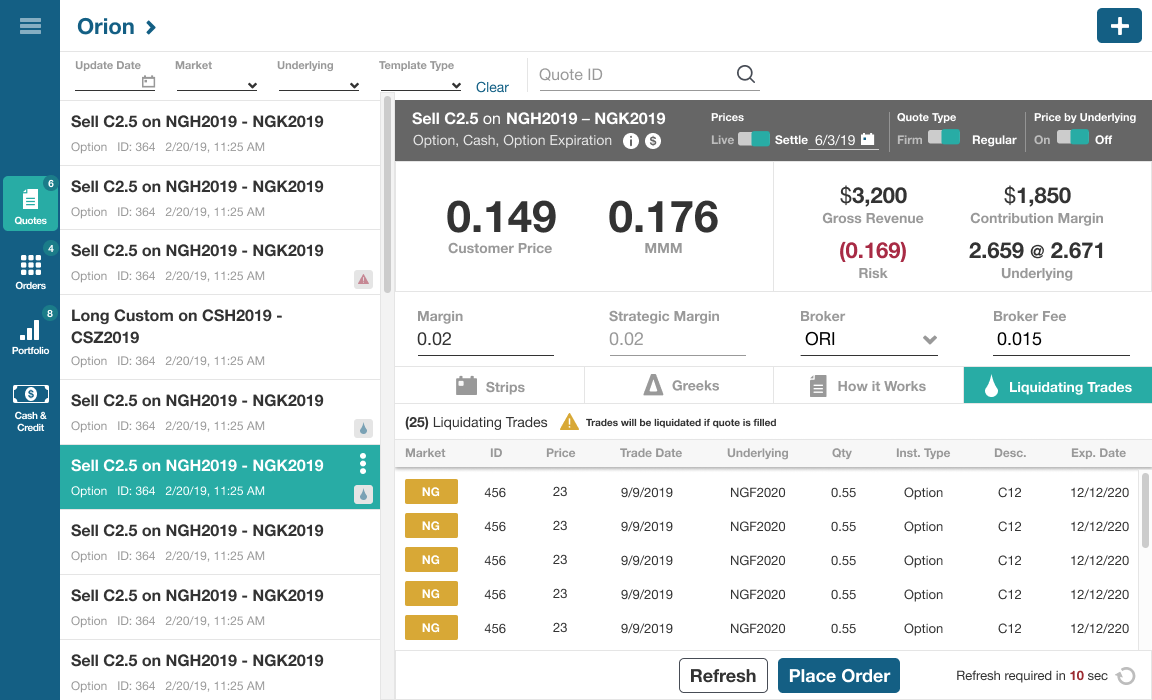 Orion
Update Date
Market
Underlying
Template Type
Clear
Quote ID
6
Quotes
4
Orders
8
Portfolio
$
Cash &
Credit
Sell C2.5 on NGH2019 - NGK2019
Option ID: 364 2/20/19, 11:25 AM
Sell C2.5 on NGH2019 - NGK2019
Option ID: 364 2/20/19, 11:25 AM
Sell C2.5 on NGH2019 - NGK2019
Option ID: 364 2/20/19, 11:25 AM
Long Custom on CSH2019 -
CSZ2019
Option ID: 364 2/20/19, 11:25 AM
Sell C2.5 on NGH2019 - NGK2019
Option ID: 364 2/20/19, 11:25 AM
Sell C2.5 on NGH2019 - NGK2019
Option ID: 364 2/20/19, 11:25 AM
Sell C2.5 on NGH2019 - NGK2019
Option ID: 364 2/20/19, 11:25 AM
Sell C2.5 on NGH2019 - NGK2019
Option ID: 364 2/20/19, 11:25 AM
Sell C2.5 on NGH2019 - NGK2019
Option ID: 364 2/20/19, 11:25 AM
Sell C2.5 on NGH2019 – NGK2019
Option, Cash, Option Expiration i $
Prices
Live Settle 6/3/19
Quote Type
Firm Regular
Price by Underlying
On Off
0.149
Customer Price
0.176
MMM
$3,200
Gross Revenue
$1,850
Contribution Margin
(0.169)
Risk
2.659 @ 2.671
Underlying
Margin
0.02
Strategic Margin
0.02
Broker
ORI
Broker Fee
0.015
Strips
Greeks
How it Works
Liquidating Trades
(25) Liquidating Trades Trades will be liquidated if quote is filled
Market ID Price Trade Date Underlying Qty Inst. Type Desc. Exp. Date
NG 456 23 9/9/2019 NGF2020 0.55 Option C12 12/12/220
NG 456 23 9/9/2019 NGF2020 0.55 Option C12 12/12/220
NG 456 23 9/9/2019 NGF2020 0.55 Option C12 12/12/220
NG 456 23 9/9/2019 NGF2020 0.55 Option C12 12/12/220
NG 456 23 9/9/2019 NGF2020 0.55 Option C12 12/12/220
Refresh
Place Order
Refresh required in 10 sec